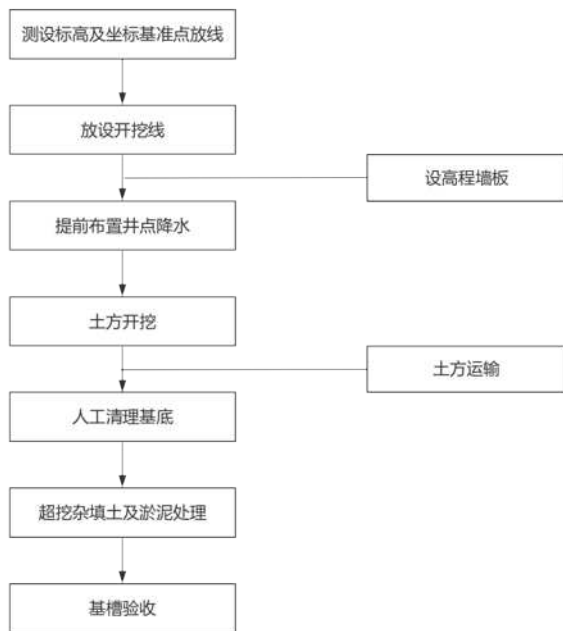 测设标高及坐标基准点放线
放设开挖线
设高程墙板
提前布置井点降水
土方开挖
土方运输
人工清理基底
超挖杂填土及淤泥处理
基槽验收